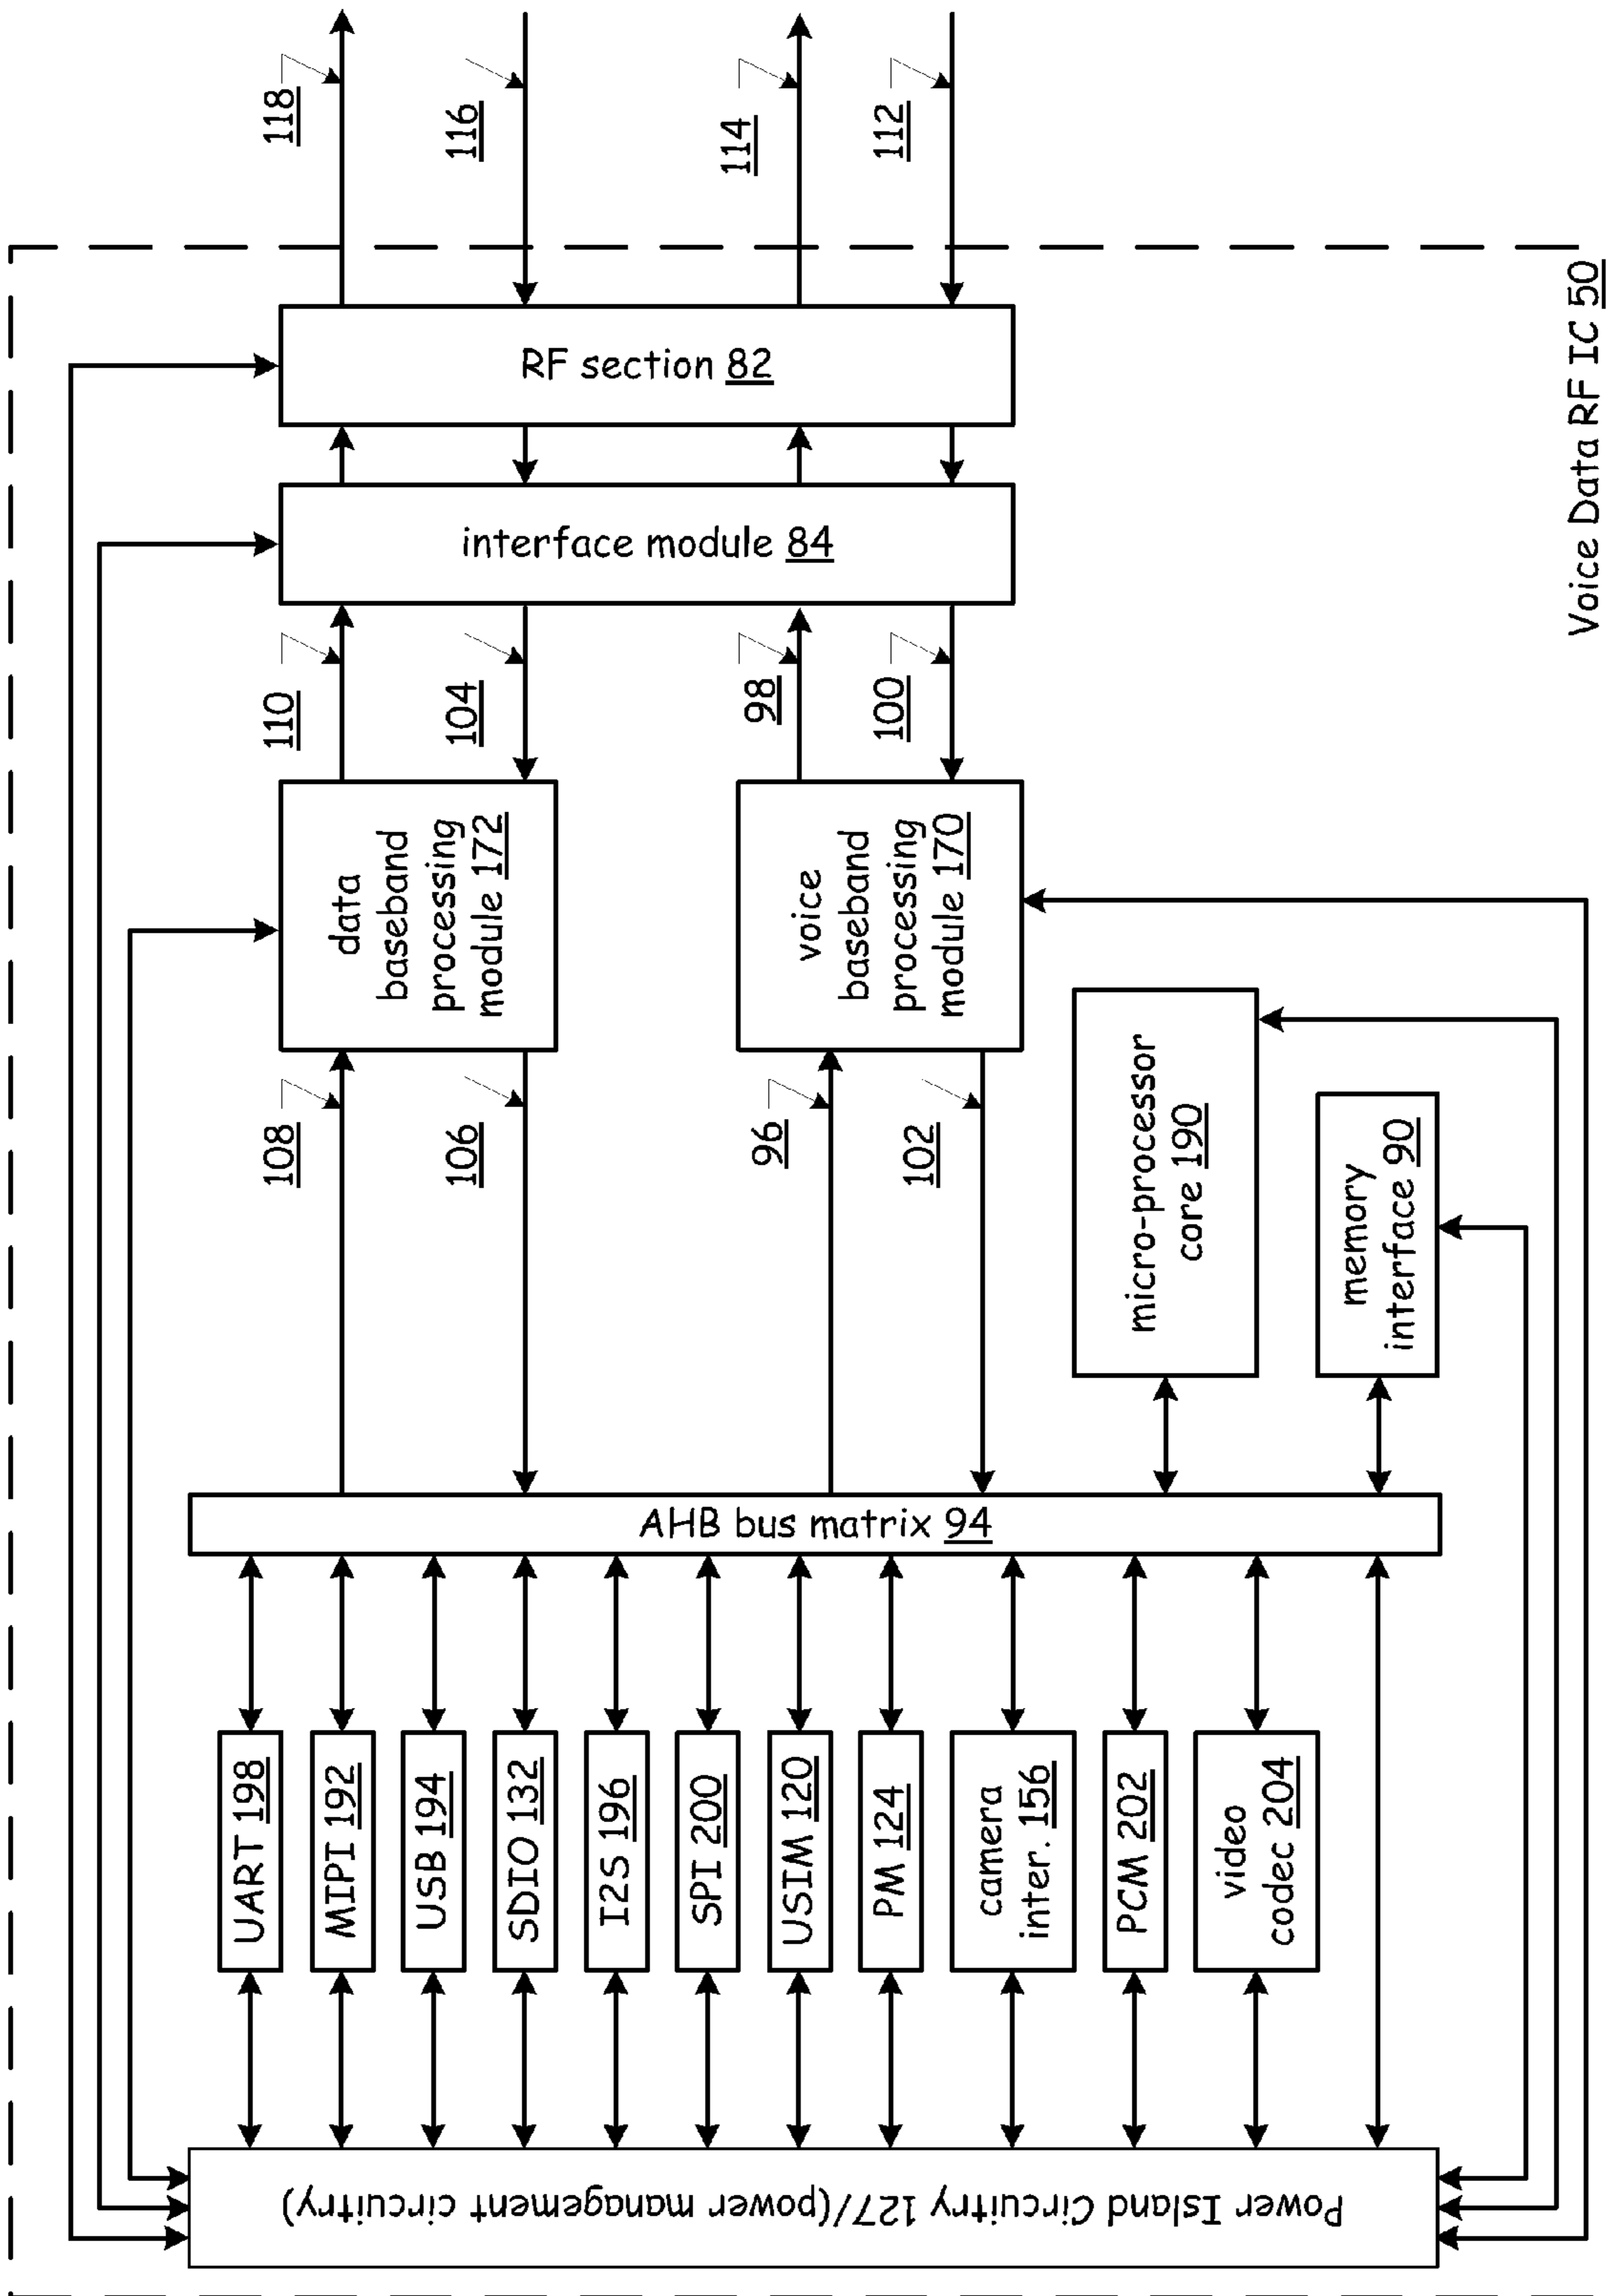 118
116
114
112
RF section 82
interface module 84
110
104
98
100
data
baseband
processing
module 172
voice
baseband
processing
module 170
108
106
96
102
micro-processor
core 190
memory
interface 90
AHB bus matrix 94
UART 198
MIPI 192
USB 194
SDIO 132
I2S 196
SPI 200
USIM 120
PM 124
camera
inter. 156
PCM 202
video
codec 204
Power Island Circuitry 127/(power management circuitry)
Voice Data RF IC 50